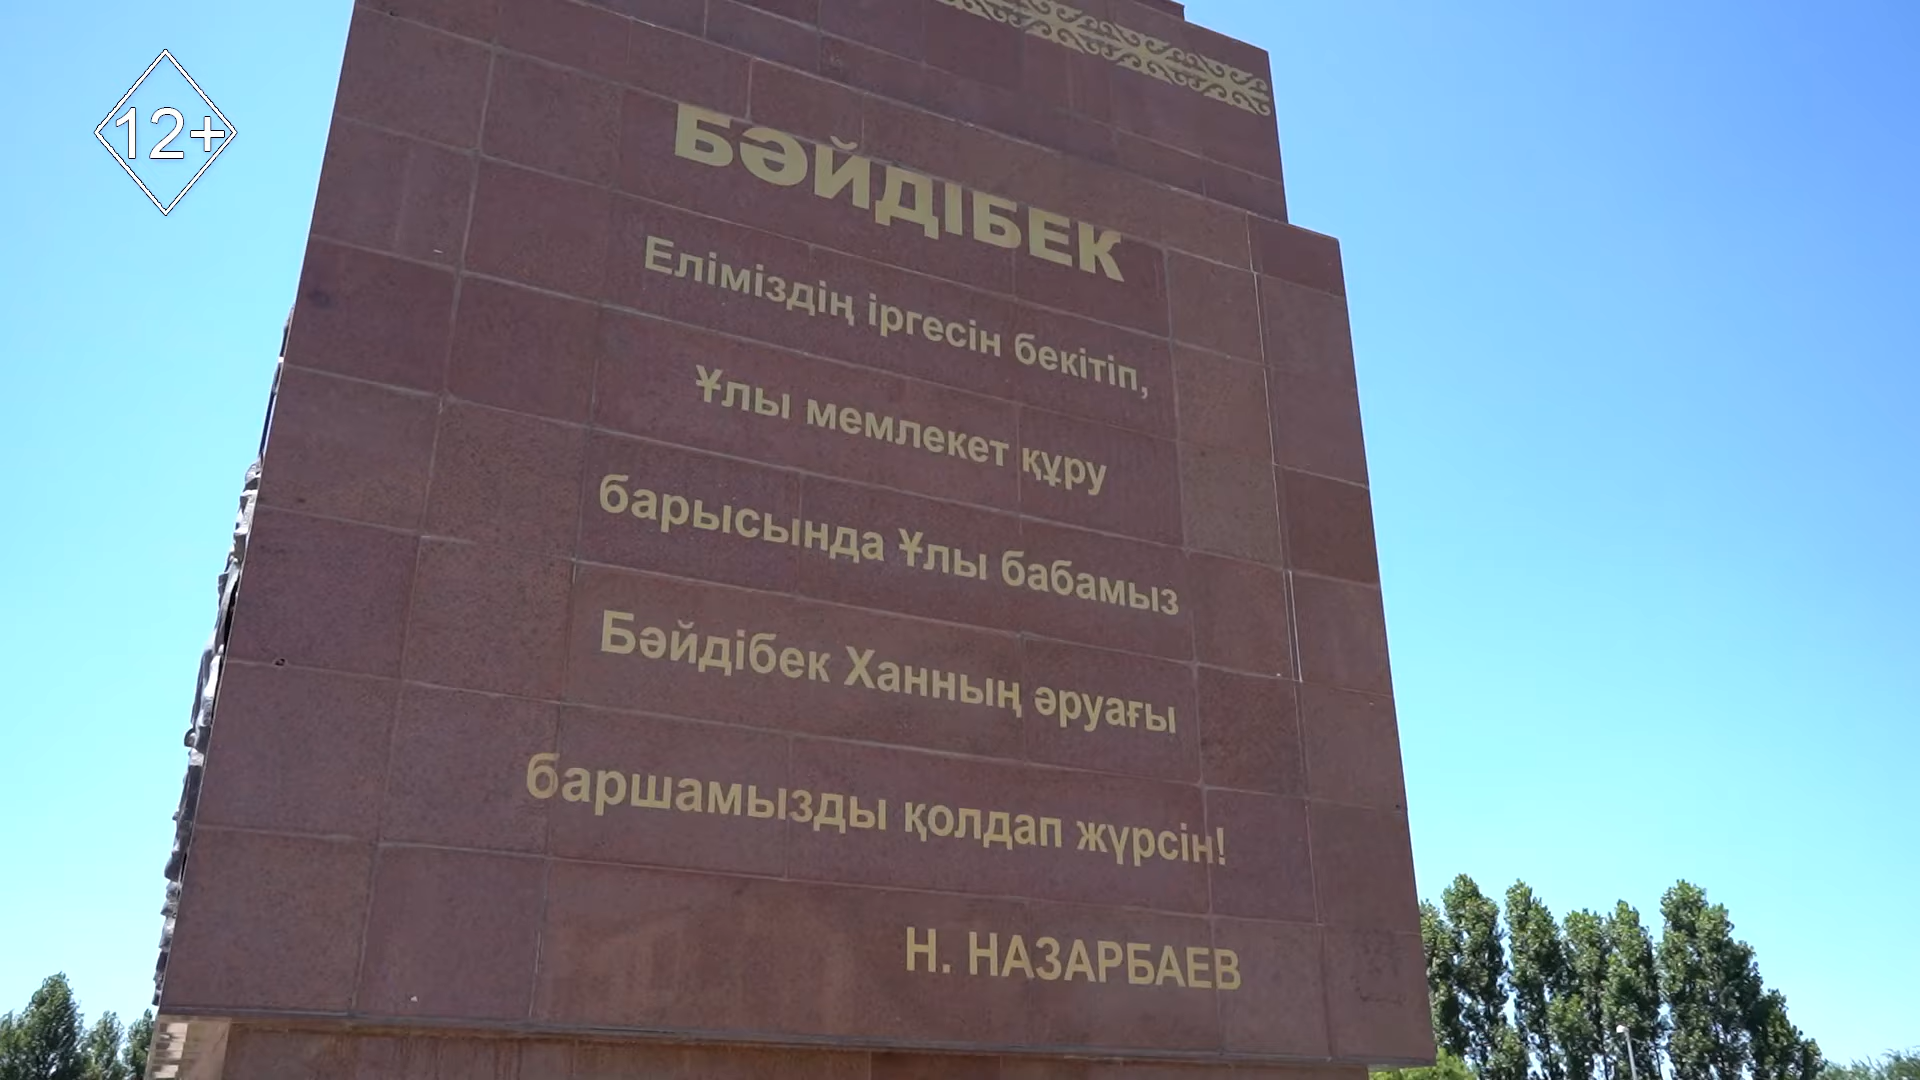 12+
БӘЙДІБЕК
Еліміздің іргесін бекітіп,
Ұлы мемлекет құру
барысында Ұлы бабамыз
Бәйдібек Ханның әруағы
баршамызды қолдап жүрсін!
Н. НАЗАРБАЕВ